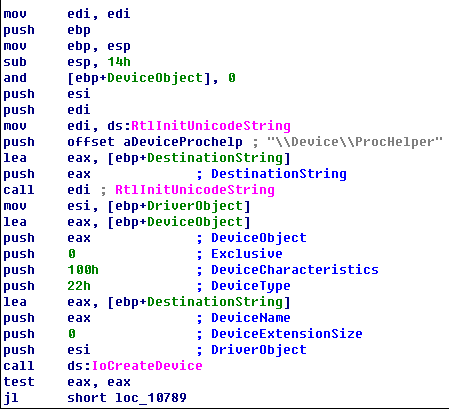 mov     edi, edi
push    ebp
mov     ebp, esp
sub     esp, 14h
and     [ebp+DeviceObject], 0
push    esi
push    edi
mov     edi, ds:RtlInitUnicodeString
push    offset aDeviceProchelp ; "\\Device\\ProcHelper"
lea     eax, [ebp+DestinationString]
push    eax             ; DestinationString
call    edi ; RtlInitUnicodeString
mov     esi, [ebp+DriverObject]
lea     eax, [ebp+DeviceObject]
push    eax             ; DeviceObject
push    0               ; Exclusive
push    100h            ; DeviceCharacteristics
push    22h             ; DeviceType
lea     eax, [ebp+DestinationString]
push    eax             ; DeviceName
push    0               ; DeviceExtensionSize
push    esi             ; DriverObject
call    ds:IoCreateDevice
test    eax, eax
jl      short loc_10789